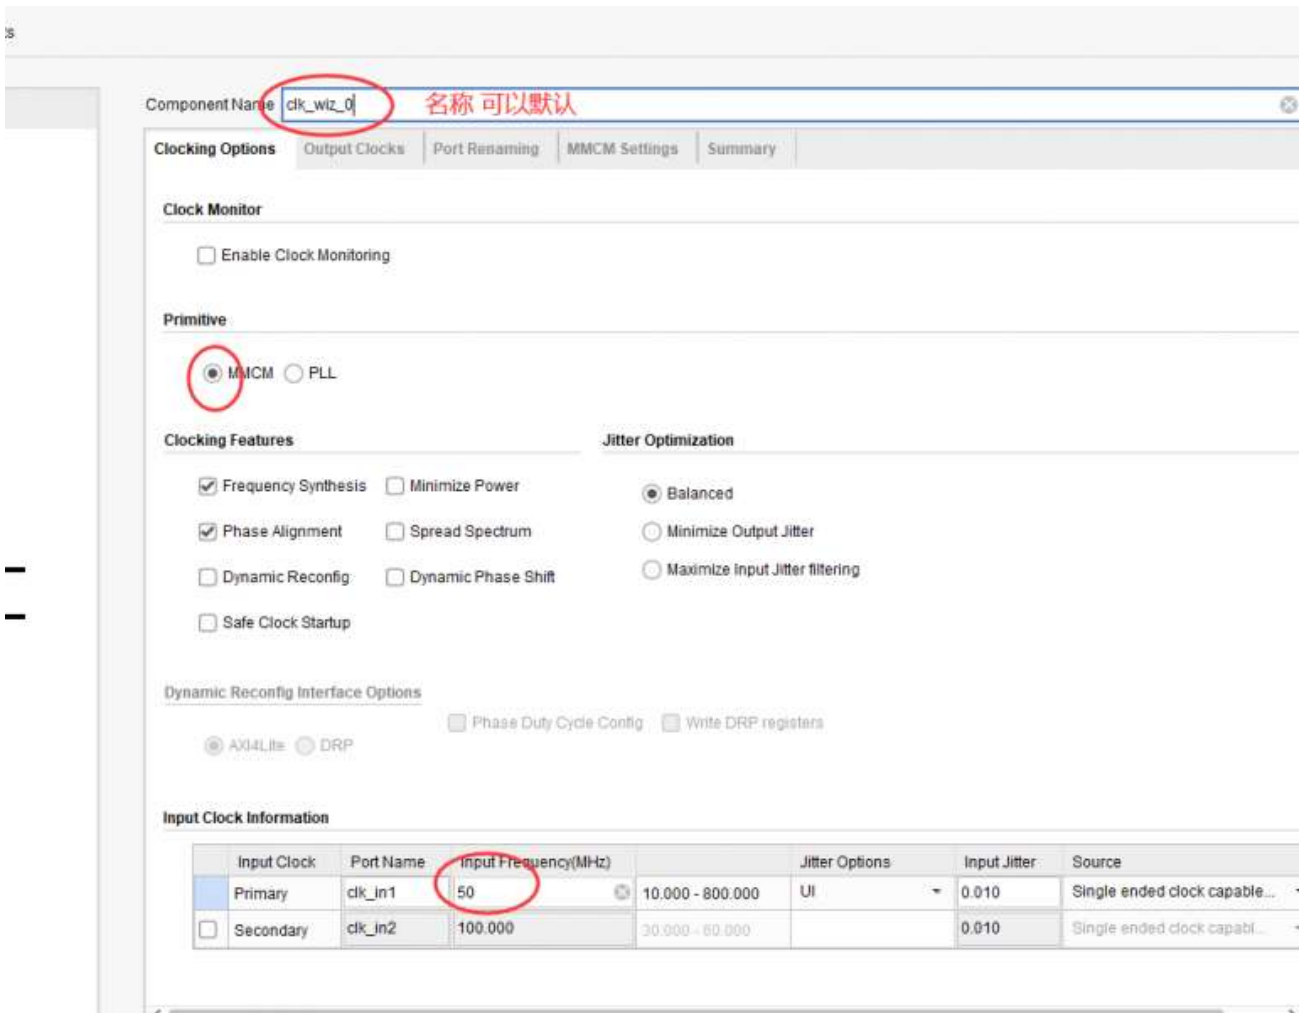 ts
Component Name clk_wiz_0 名称 可以默认
Clocking Options Output Clocks Port Renaming MMCM Settings Summary
Clock Monitor
Enable Clock Monitoring
Primitive
MMCM PLL
Clocking Features Jitter Optimization
Frequency Synthesis Minimize Power Balanced
Phase Alignment Spread Spectrum Minimize Output Jitter
Dynamic Reconfig Dynamic Phase Shift Maximize Input Jitter filtering
Safe Clock Startup
Dynamic Reconfig Interface Options
Phase Duty Cycle Config Write DRP registers
AXI4Lite DRP
Input Clock Information
Input Clock Port Name Input Frequency(MHz) Jitter Options Input Jitter Source
Primary clk_in1 50 10.000 - 800.000 UI 0.010 Single ended clock capable...
Secondary clk_in2 100.000 30.000 - 60.000 0.010 Single ended clock capabl...